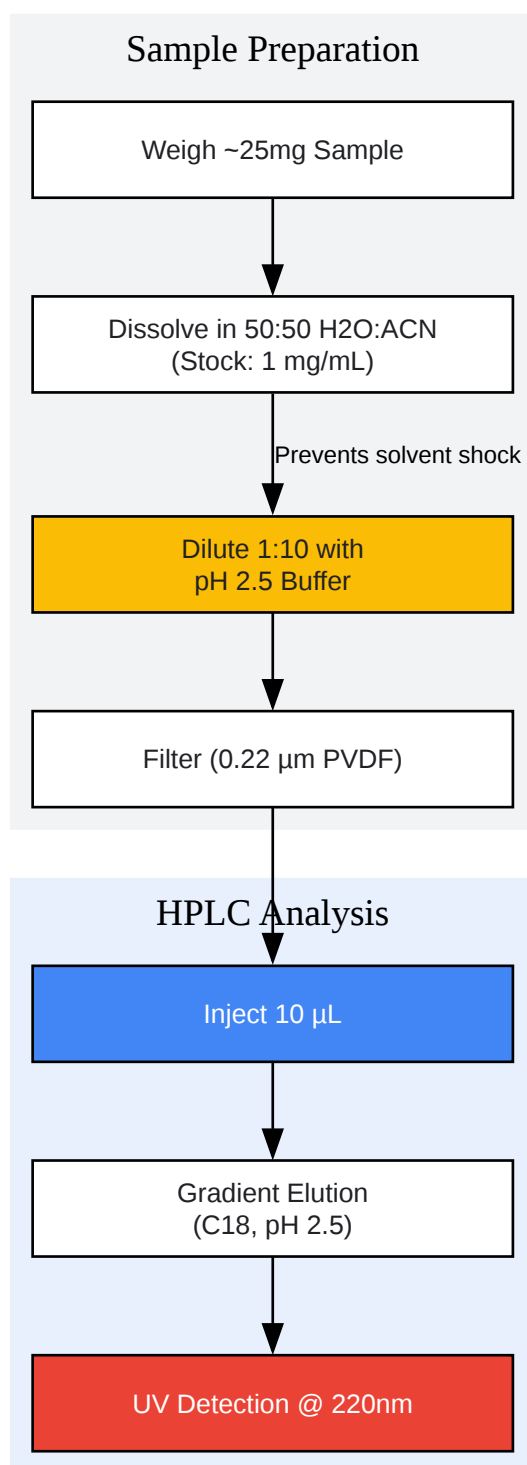 Sample Preparation
Weigh ~25mg Sample
Dissolve in 50:50 H2O:ACN
(Stock: 1 mg/mL)
Prevents solvent shock
Dilute 1:10 with
pH 2.5 Buffer
Filter (0.22 µm PVDF)
HPLC Analysis
Inject 10 µL
Gradient Elution
(C18, pH 2.5)
UV Detection @ 220nm